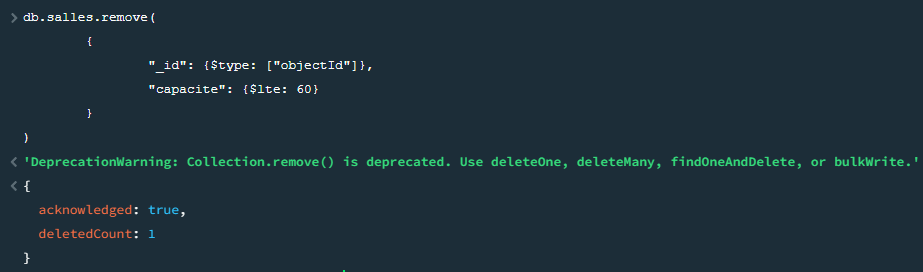 > db.salles.remove(
{
"_id": {$type: ["objectId"]},
"capacite": {$lte: 60}
}
)
< 'DeprecationWarning: Collection.remove() is deprecated. Use deleteOne, deleteMany, findOneAndDelete, or bulkWrite.'
< {
acknowledged: true,
deletedCount: 1
}